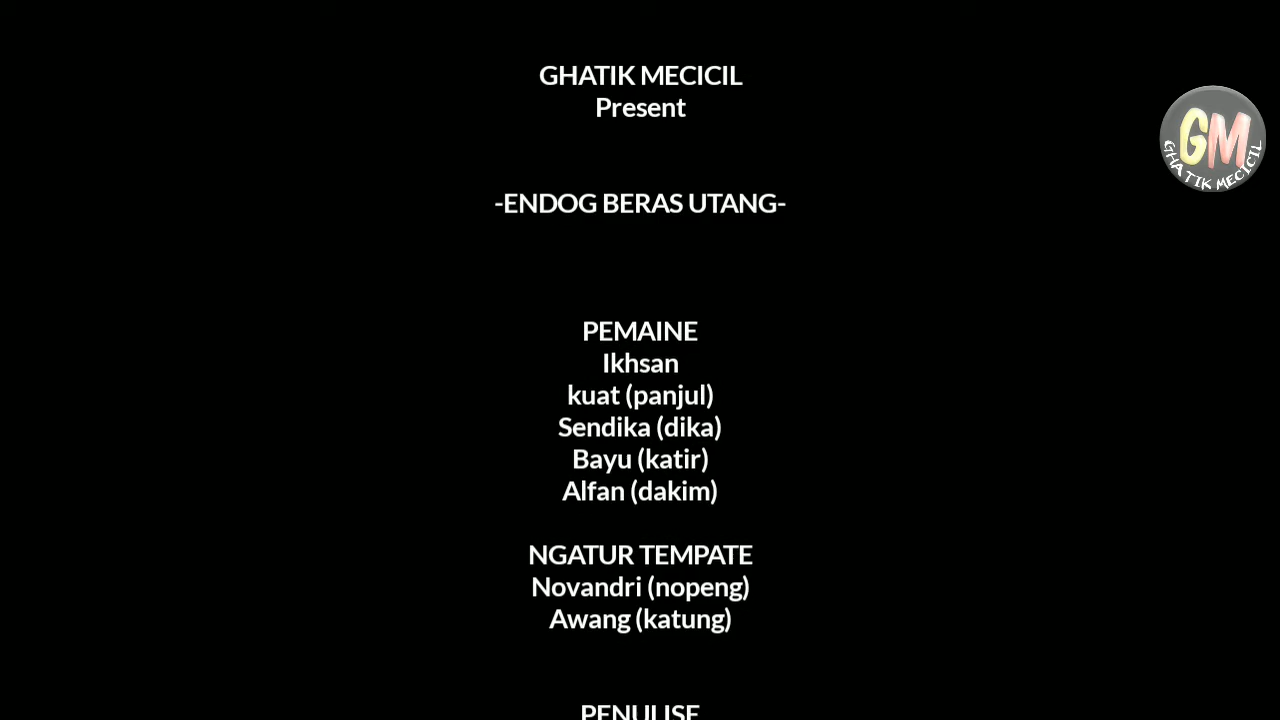 GHATIK MECICIL
Present
-ENDOG BERAS UTANG-
PEMAINE
Ikhsan
kuat (panjul)
Sendika (dika)
Bayu (katir)
Alfan (dakim)
NGATUR TEMPATE
Novandri (nopeng)
Awang (katung)
PENULISE
GM
GHATIK MECICIL